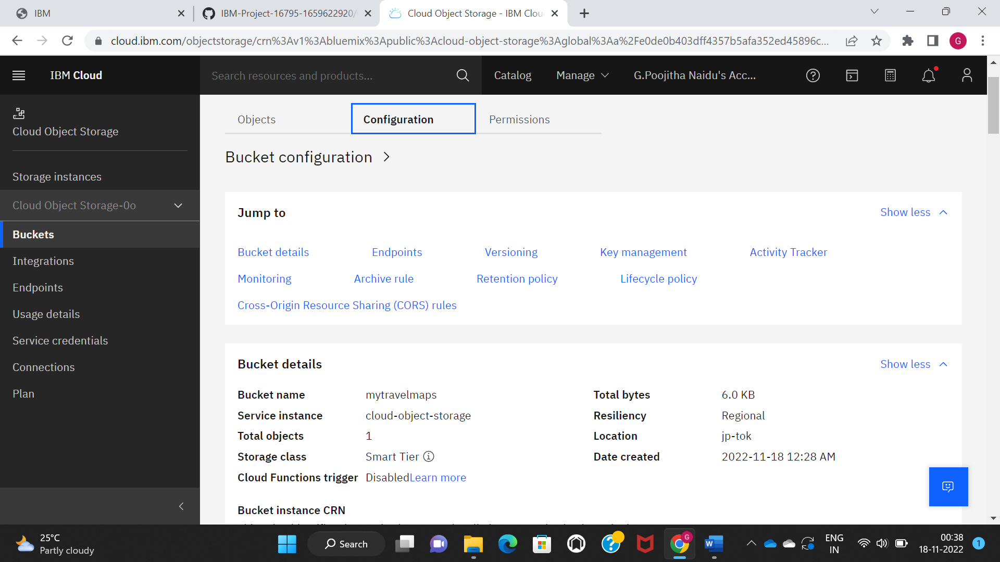 IBM
IBM-Project-16795-1659622920/
Cloud Object Storage - IBM Clou
cloud.ibm.com/objectstorage/crn%3Av1%3Abluemix%3Apublic%3Acloud-object-storage%3Aglobal%3Aa%2Fe0de0b403dff4357b5afa352ed45896c...
G
IBM Cloud
Search resources and products...
Catalog
Manage
G.Poojitha Naidu's Acc...
Cloud Object Storage
Storage instances
Cloud Object Storage-0o
Buckets
Integrations
Endpoints
Usage details
Service credentials
Connections
Plan
Objects
Configuration
Permissions
Bucket configuration
Jump to
Show less
Bucket details
Endpoints
Versioning
Key management
Activity Tracker
Monitoring
Archive rule
Retention policy
Lifecycle policy
Cross-Origin Resource Sharing (CORS) rules
Bucket details
Show less
Bucket name mytravelmaps
Total bytes 6.0 KB
Service instance cloud-object-storage
Resiliency Regional
Total objects 1
Location jp-tok
Storage class Smart Tier
Date created 2022-11-18 12:28 AM
Cloud Functions trigger DisabledLearn more
Bucket instance CRN
25°C
Partly cloudy
Search
G
W
ENG
IN
00:38
18-11-2022
1